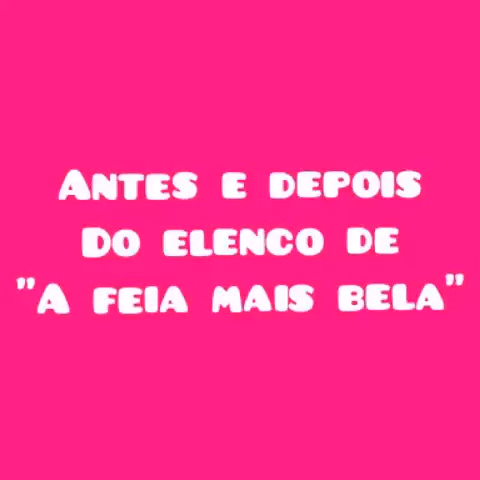 Antes e depois
Do elenco de
"A feia mais bela"